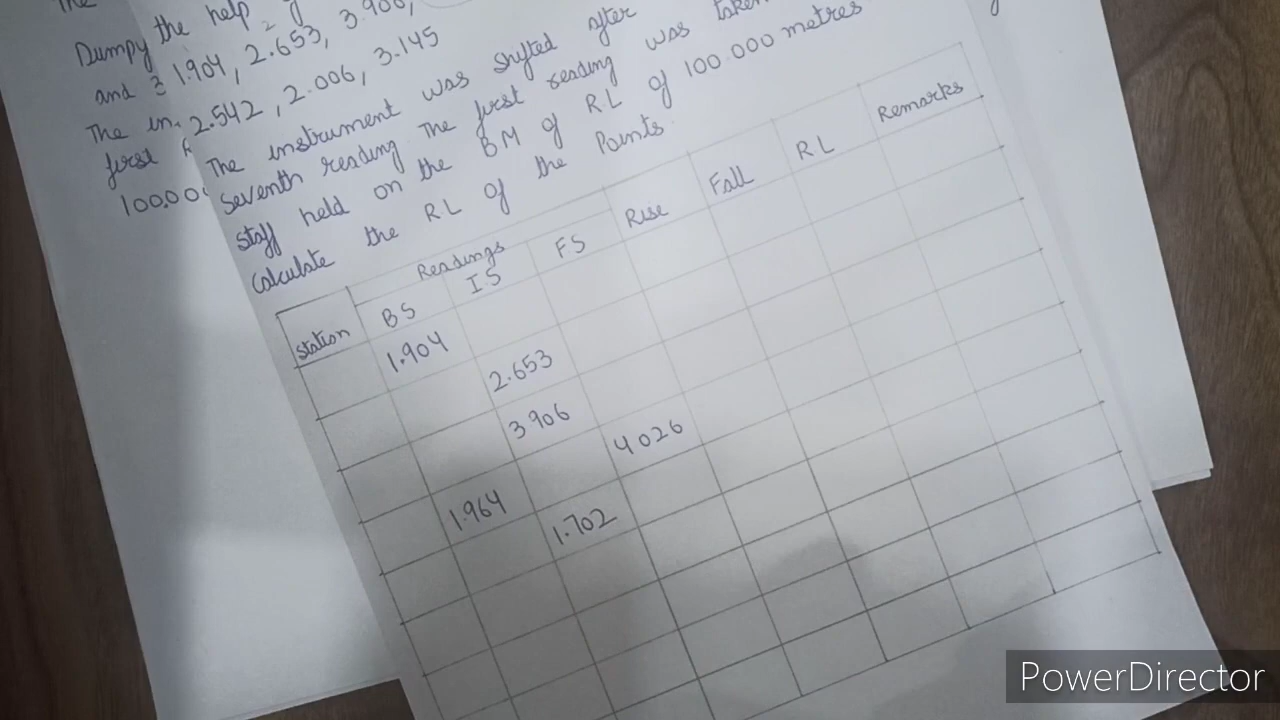 The
Dumpy the help
and 1.904, 2.653, 3.906,
The in. 2.542, 2.006, 3.145
The instrument was shifted after
first
seventh reading The first reading was taken
100.00
staff held on the BM of R.L of 100.000 metres
Calculate the R.L of the Points
Station Readings Rise Fall RL Remarks
BS IS FS
1.904
2.653
3.906
1.964 4.026
1.702
PowerDirector